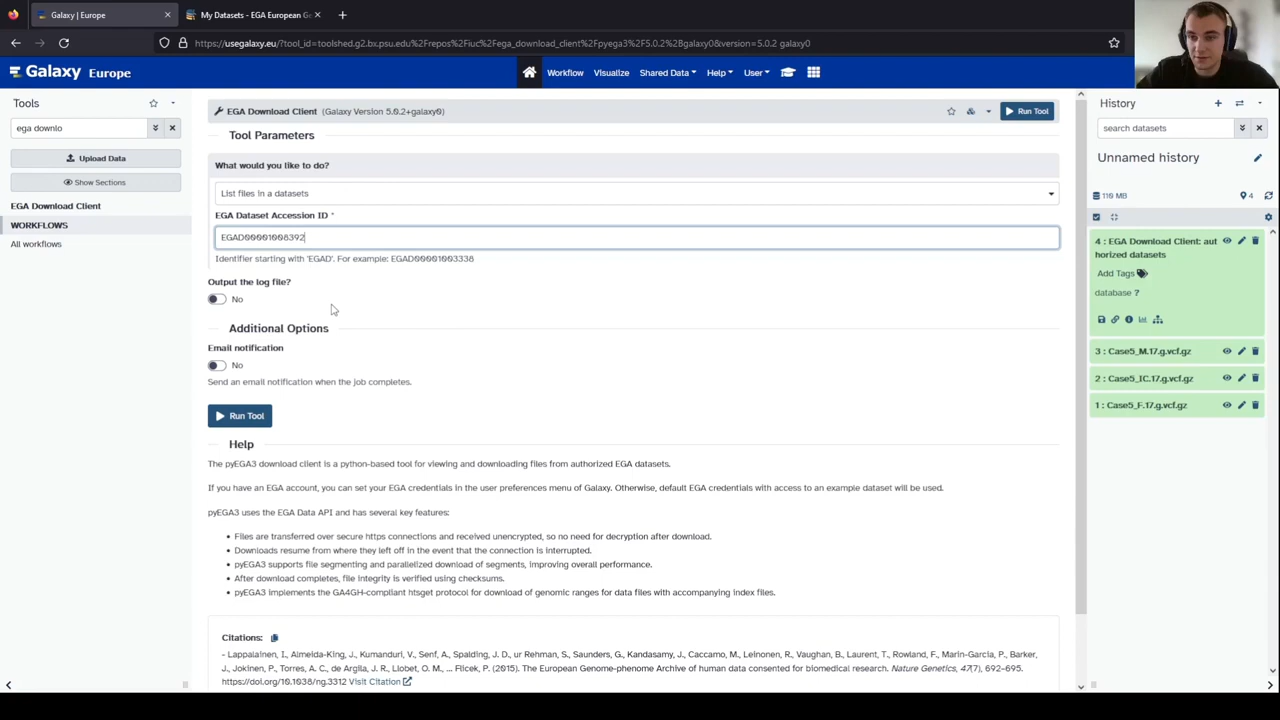 Galaxy | Europe
My Datasets - EGA European Ge
https://usegalaxy.eu/?tool_id=toolshed.g2.bx.psu.edu%2Frepos%2Fiuc%2Fega_download_client%2Fpyega3%2F5.0.2%2Bgalaxy0&version=5.0.2 galaxy0
Galaxy Europe
Workflow Visualize Shared Data Help User
Tools
ega downlo
Upload Data
Show Sections
EGA Download Client
WORKFLOWS
All workflows
EGA Download Client (Galaxy Version 5.0.2+galaxy0)
Run Tool
Tool Parameters
What would you like to do?
List files in a datasets
EGA Dataset Accession ID *
EGAD00001008392
Identifier starting with 'EGAD'. For example: EGAD00001003338
Output the log file?
No
Additional Options
Email notification
No
Send an email notification when the job completes.
Run Tool
Help
The pyEGA3 download client is a python-based tool for viewing and downloading files from authorized EGA datasets.
If you have an EGA account, you can set your EGA credentials in the user preferences menu of Galaxy. Otherwise, default EGA credentials with access to an example dataset will be used.
pyEGA3 uses the EGA Data API and has several key features:
• Files are transferred over secure https connections and received unencrypted, so no need for decryption after download.
• Downloads resume from where they left off in the event that the connection is interrupted.
• pyEGA3 supports file segmenting and parallelized download of segments, improving overall performance.
• After download completes, file integrity is verified using checksums.
• pyEGA3 implements the GA4GH-compliant htsget protocol for download of genomic ranges for data files with accompanying index files.
Citations:
- Lappalainen, I., Almeida-King, J., Kumanduri, V., Senf, A., Spalding, J. D., ur Rehman, S., Saunders, G., Kandasamy, J., Caccamo, M., Leinonen, R., Vaughan, B., Laurent, T., Rowland, F., Marin-Garcia, P., Barker,
J., Jokinen, P., Torres, A. C., de Argila, J. R., Llobet, O. M., ... Flicek, P. (2015). The European Genome-phenome Archive of human data consented for biomedical research. Nature Genetics, 47(7), 692–695.
https://doi.org/10.1038/ng.3312 Visit Citation
History
search datasets
Unnamed history
119 MB
4
4 : EGA Download Client: aut
horized datasets
Add Tags
database ?
3 : Case5_M.17.g.vcf.gz
2 : Case5_IC.17.g.vcf.gz
1 : Case5_F.17.g.vcf.gz